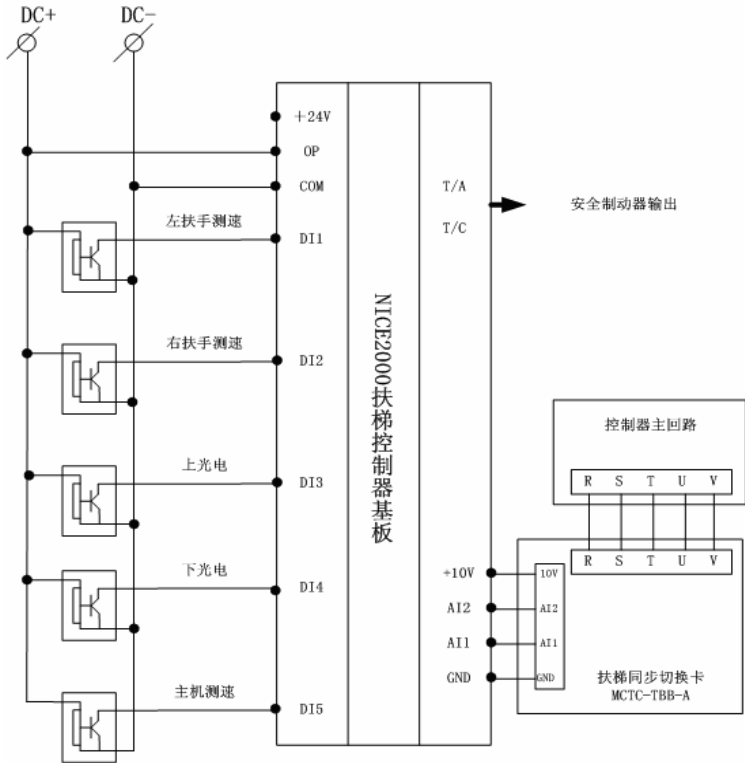 DC+ DC-
+24V
OP
COM T/A
安全制动器输出
左扶手测速 DI1 T/C
NICE2000扶梯控制器基板
右扶手测速 DI2
控制器主回路
R S T U V
上光电 DI3
R S T U V
下光电 DI4
+10V 10V
AI2 AI2
AI1 AI1
GND GND
扶梯同步切换卡
MCTC-TBB-A
主机测速 DI5